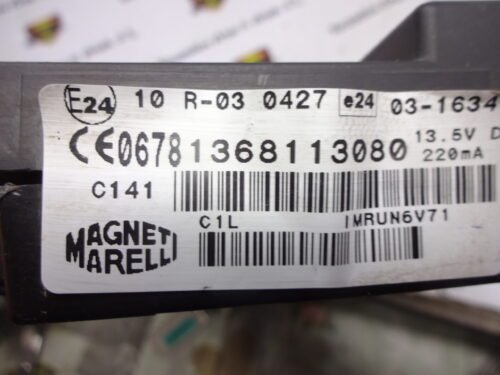 E24 10 R-03 0427 e24 03-1634
CE0678 1368113080 13.5V D
220mA
C141
C1L IMRUN6V71
MAGNETI
MARELLI